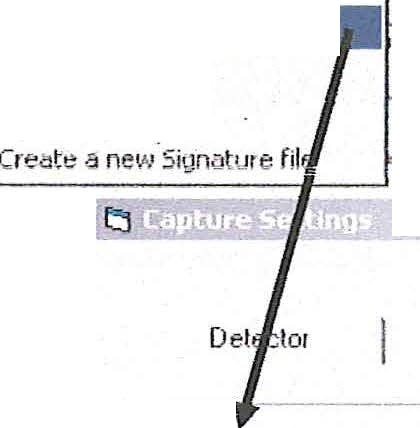 Create a new Signature file
Capture Settings
Detector